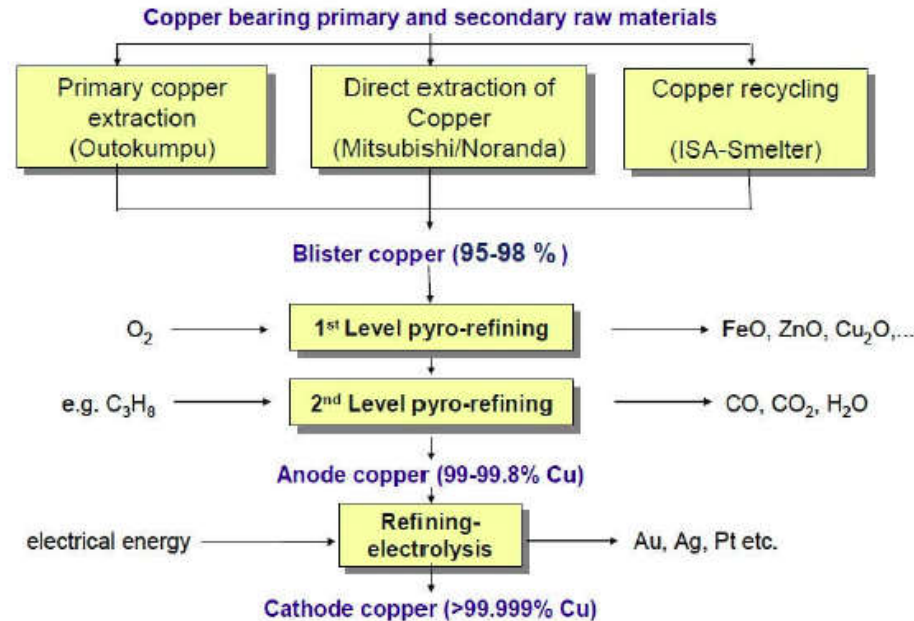 Copper bearing primary and secondary raw materials
Primary copper
extraction
(Outokumpu)
Direct extraction of
Copper
(Mitsubishi/Noranda)
Copper recycling
(ISA-Smelter)
Blister copper (95-98 % )
O₂
1ˢᵗ Level pyro-refining
FeO, ZnO, Cu₂O,...
e.g. C₃H₈
2ⁿᵈ Level pyro-refining
CO, CO₂, H₂O
Anode copper (99-99.8% Cu)
electrical energy
Refining-
electrolysis
Au, Ag, Pt etc.
Cathode copper (>99.999% Cu)